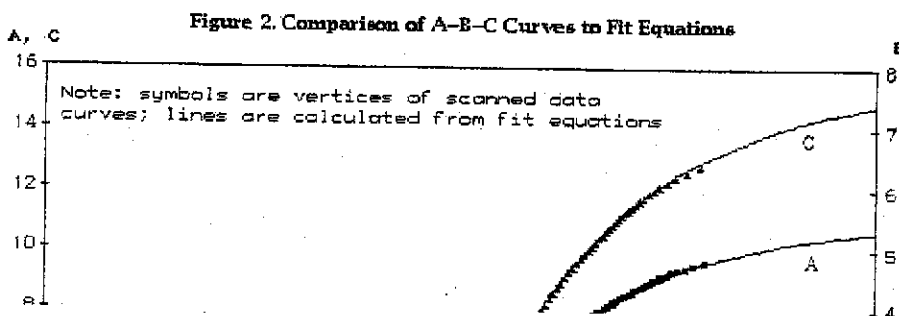 Figure 2. Comparison of A–B–C Curves to Fit Equations
A, C
B
16
8
Note: symbols are vertices of scanned data
curves; lines are calculated from fit equations
14
7
C
12
6
10
5
A
8
4